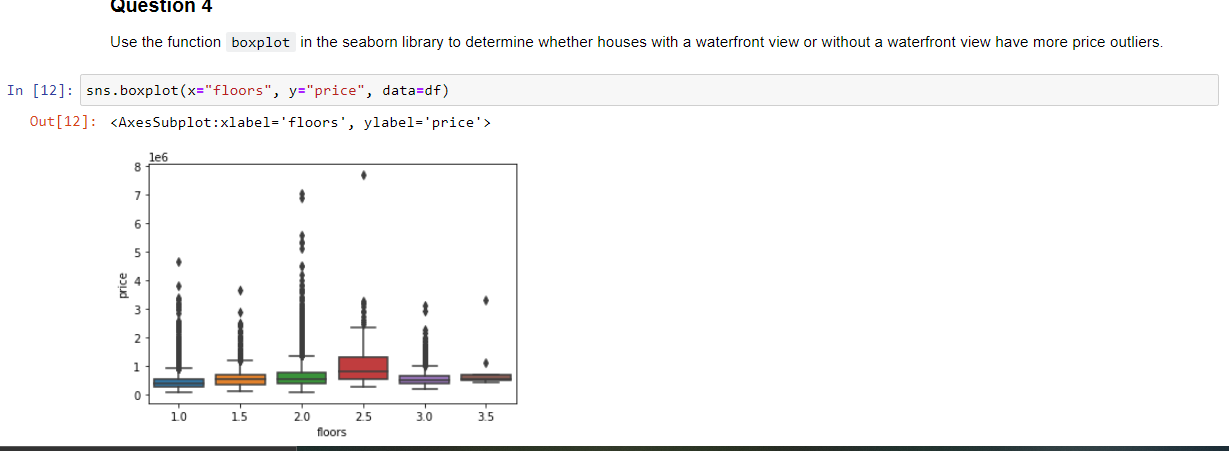 Question 4
Use the function boxplot in the seaborn library to determine whether houses with a waterfront view or without a waterfront view have more price outliers.
In [12]: sns.boxplot(x="floors", y="price", data=df)
Out[12]: <AxesSubplot:xlabel='floors', ylabel='price'>
1e6
8
7
6
5
4
3
2
1
0
price
1.0 1.5 2.0 2.5 3.0 3.5
floors